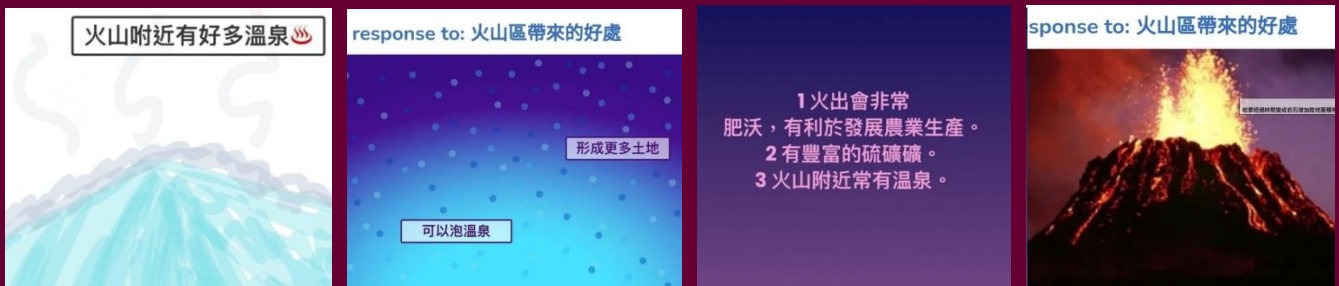 火山附近有好多溫泉♨
response to: 火山區帶來的好處
形成更多土地
可以泡溫泉
1 火出會非常
肥沃，有利於發展農業生產。
2 有豐富的硫礦礦。
3 火山附近常有溫泉。
sponse to: 火山區帶來的好處